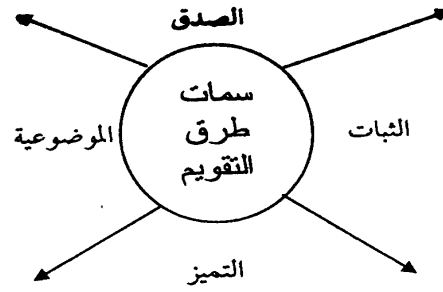 الصدق
سمات
طرق
التقويم
الثبات
الموضوعية
التميز